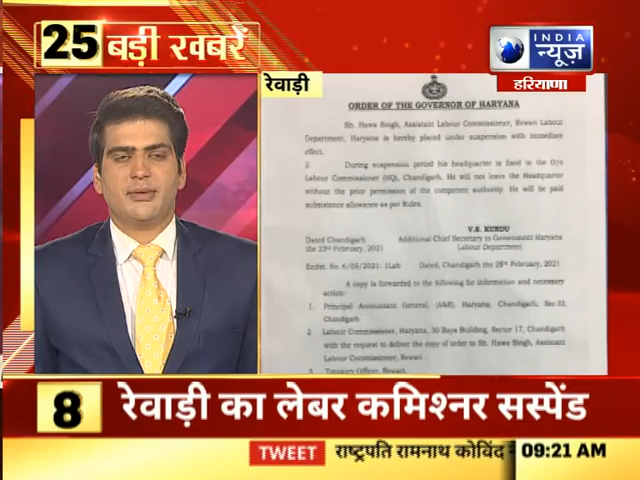 25 बड़ी खबरें
INDIA
न्यूज़
हरियाणा
रेवाड़ी
ORDER OF THE GOVERNOR OF HARYANA
Sh. Hawa Singh, Assistant Labour Commissioner, Rewari Labour
Department, Haryana is hereby placed under suspension with immediate
effect.
2. During suspension period his headquarter is fixed in the O/o
Labour Commissioner (HQ), Chandigarh. He will not leave the Headquarter
without the prior permission of the competent authority. He will be paid
subsistence allowance as per Rules.
V.S. KUNDU
Dated Chandigarh Additional Chief Secretary to Government Haryana
the 23rd February, 2021 Labour Department.
Endst. No. 6/05/2021-1Lab Dated, Chandigarh the 25th February, 2021
A copy is forwarded to the following for information and necessary
action:-
1. Principal Accountant General, (A&E), Haryana, Chandigarh, Sec-33,
Chandigarh.
2. Labour Commissioner, Haryana, 30 Bays Building, Sector 17, Chandigarh
with the request to deliver the copy of order to Sh. Hawa Singh, Assistant
Labour Commissioner, Rewari.
3. Treasury Officer, Rewari.
8 रेवाड़ी का लेबर कमिश्नर सस्पेंड
TWEET राष्ट्रपति रामनाथ कोविंद 09:21 AM